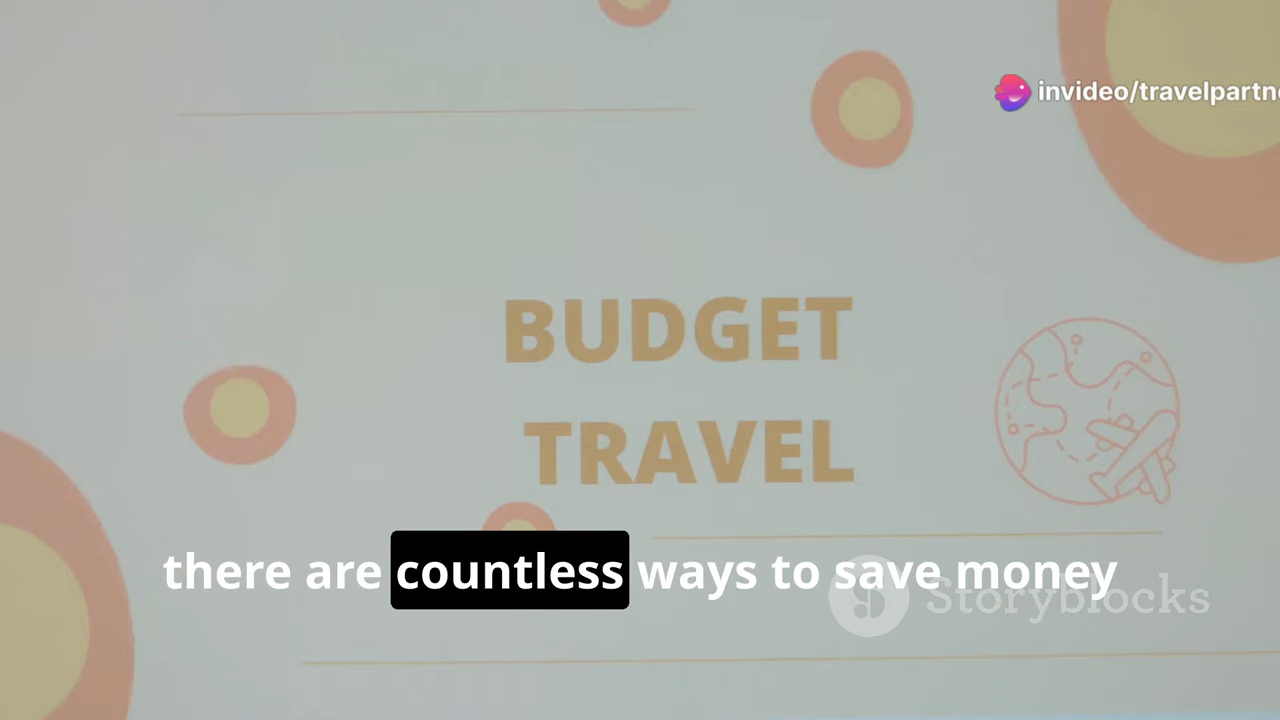 invideo/travelpartne
BUDGET
TRAVEL
there are countless ways to save money
Storyblocks